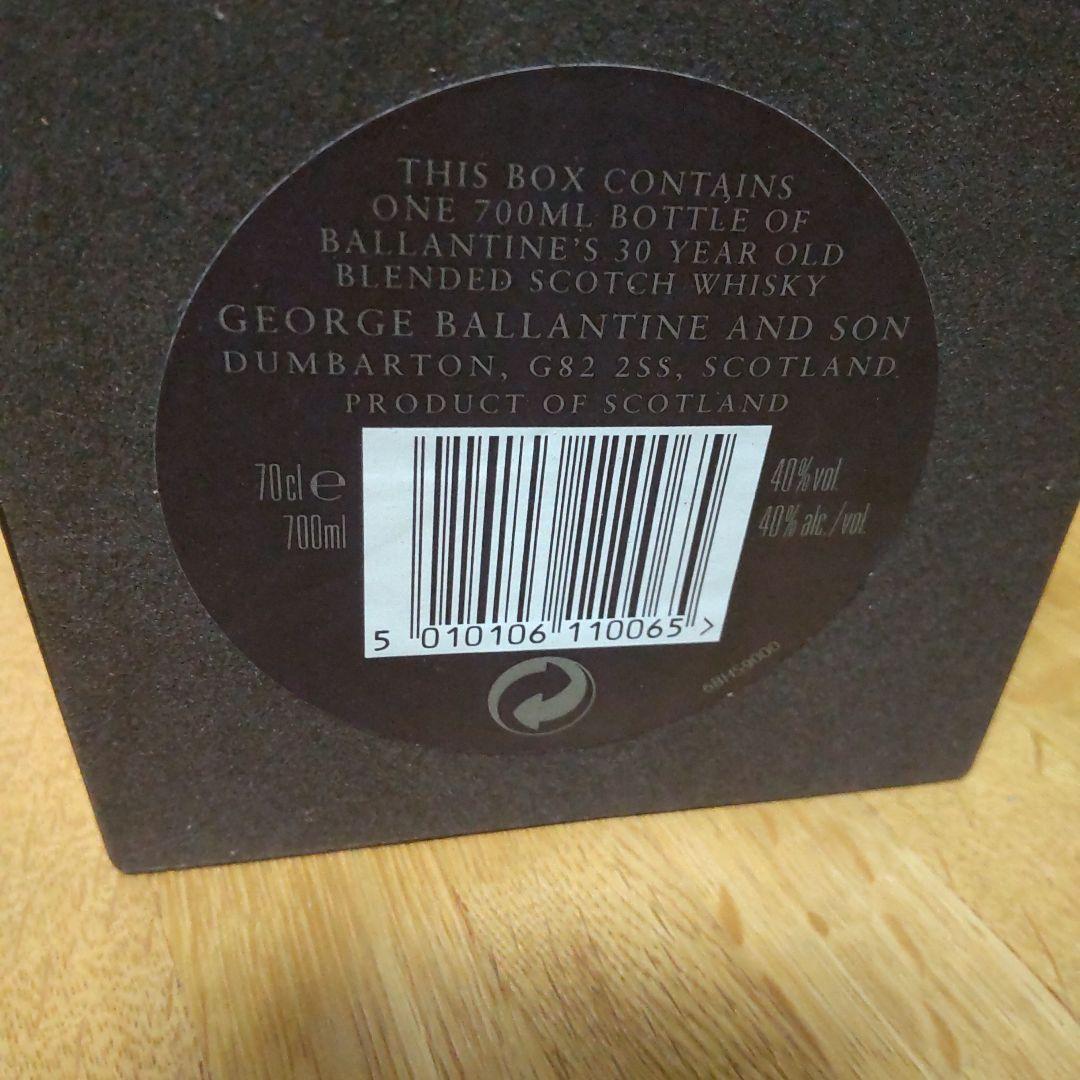 THIS BOX CONTAINS
ONE 700ML BOTTLE OF
BALLANTINE'S 30 YEAR OLD
BLENDED SCOTCH WHISKY
GEORGE BALLANTINE AND SON
DUMBARTON, G82 2SS, SCOTLAND.
PRODUCT OF SCOTLAND
70cl e
700ml
40%vol.
40% alc./vol.
5 010106 110065 >